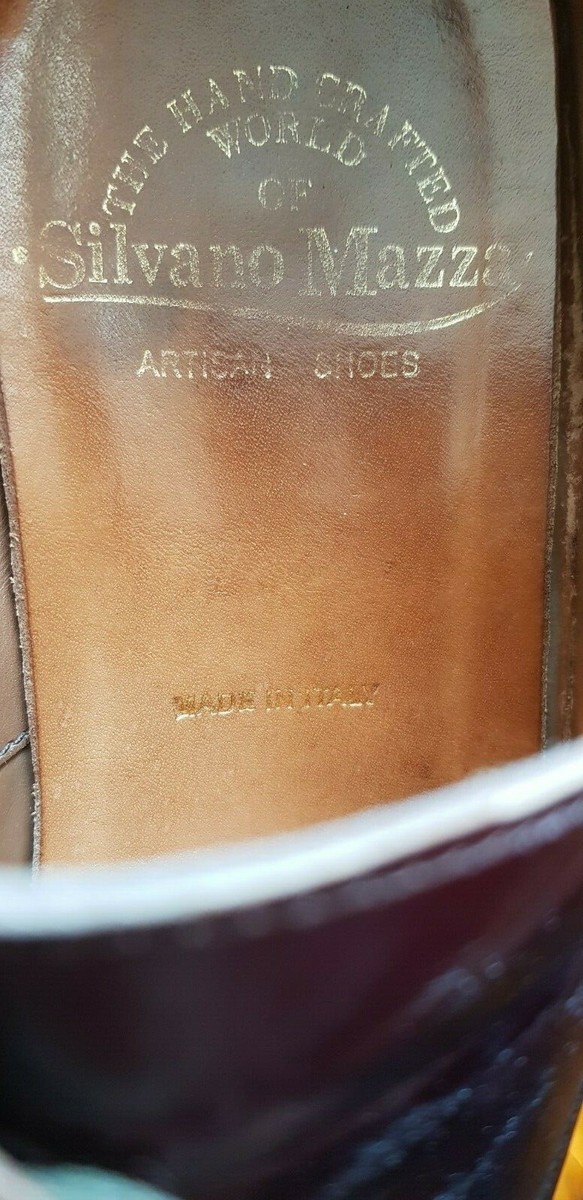 THE HAND CRAFTED
WORLD
OF
Silvano Mazza
ARTISAN SHOES
MADE IN ITALY